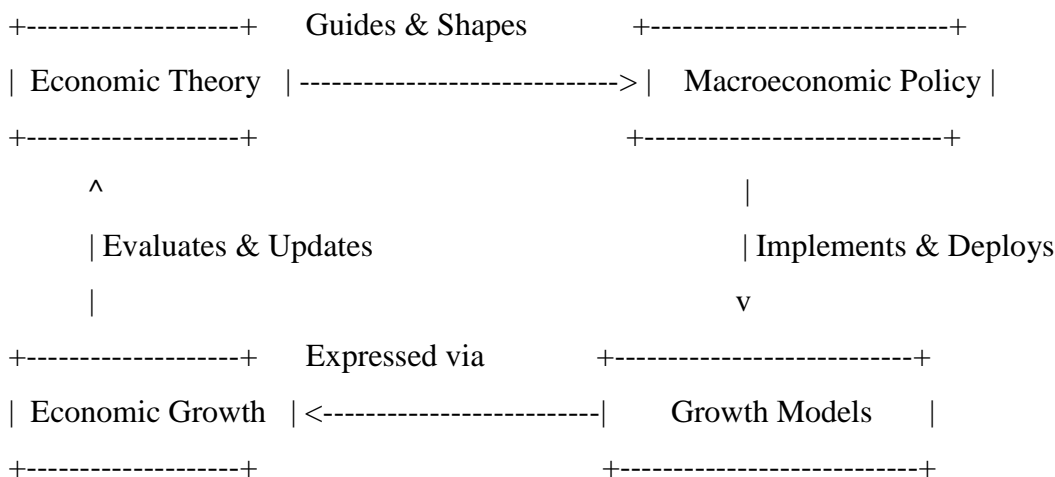 +--------------------+ Guides & Shapes +----------------------------+
| Economic Theory |------------------------------>| Macroeconomic Policy |
+--------------------+ +----------------------------+
^ |
| Evaluates & Updates | Implements & Deploys
| v
+--------------------+ Expressed via +----------------------------+
| Economic Growth |<--------------------------| Growth Models |
+--------------------+ +----------------------------+